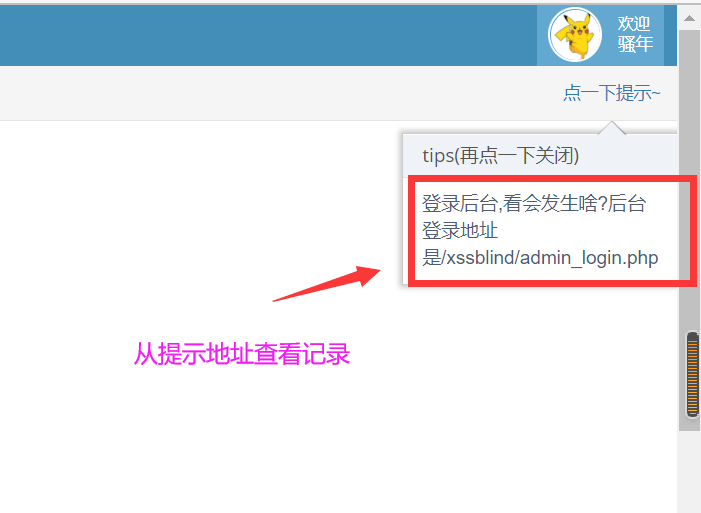 欢迎
骚年
点一下提示~
tips(再点一下关闭)
登录后台,看会发生啥?后台
登录地址
是/xssblind/admin_login.php
从提示地址查看记录